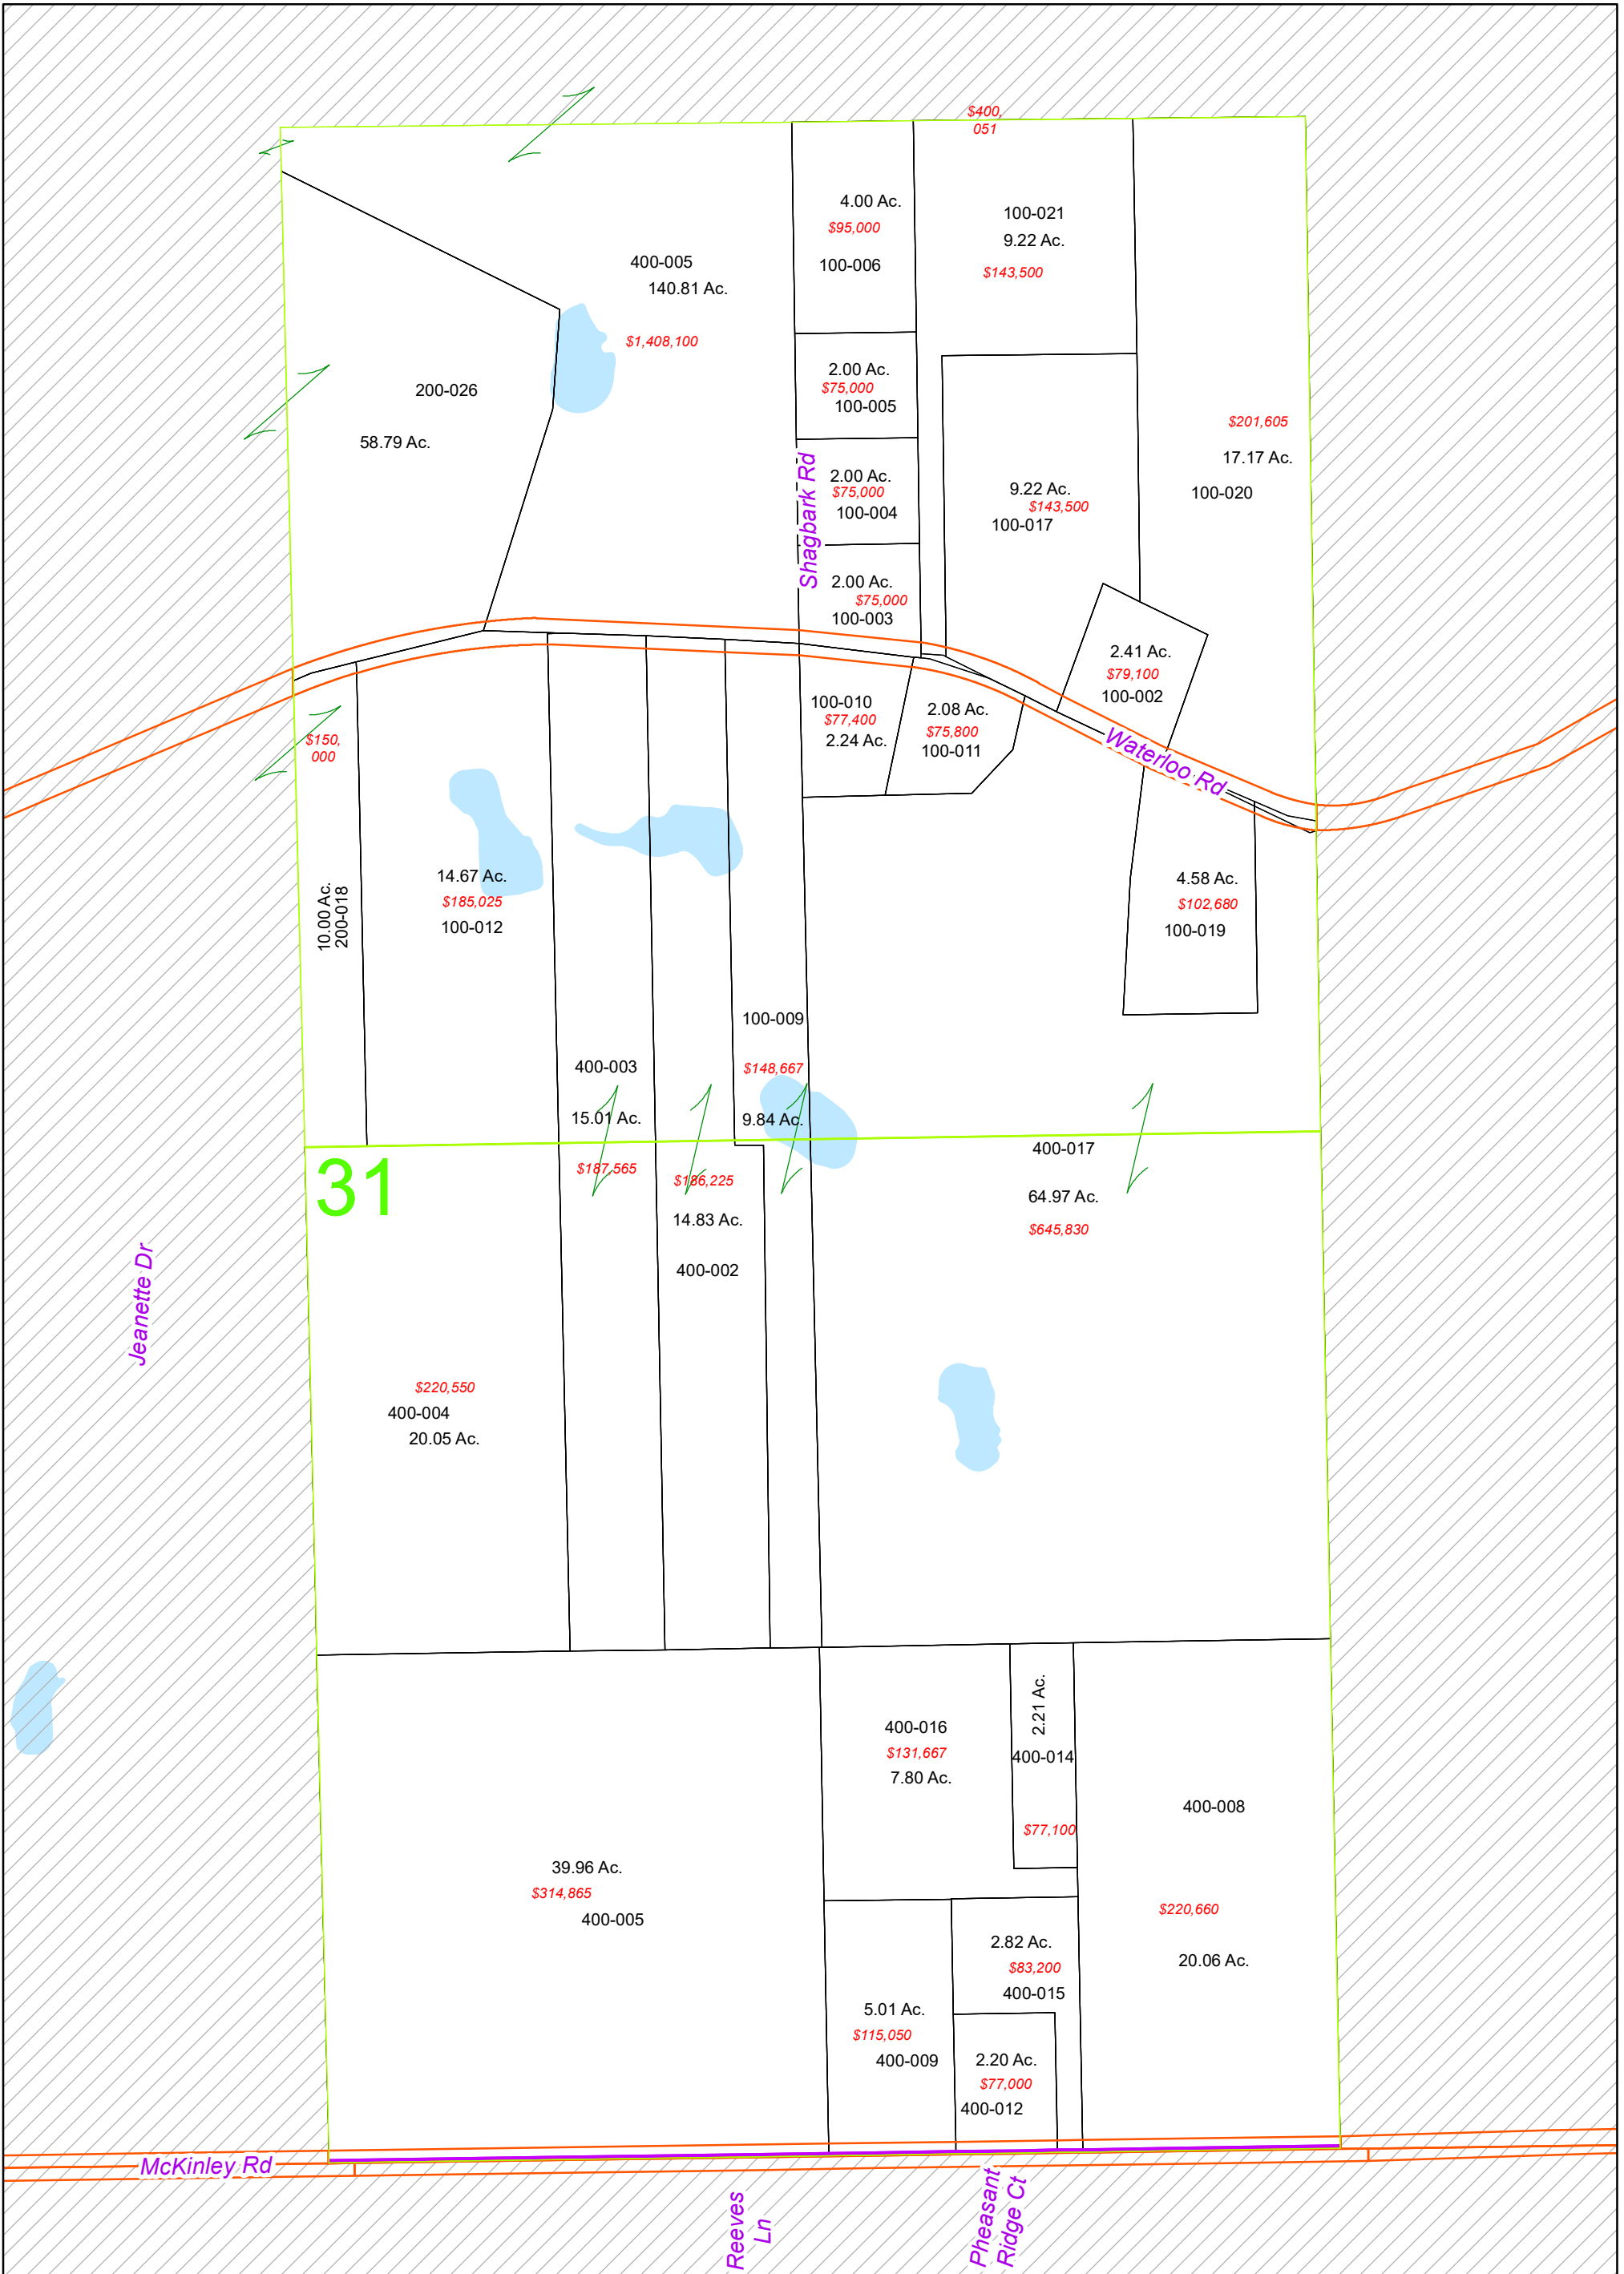 $400,
051
4.00 Ac.
$95,000
100-006
100-021
9.22 Ac.
$143,500
400-005
140.81 Ac.
$1,408,100
200-026
58.79 Ac.
2.00 Ac.
$75,000
100-005
2.00 Ac.
$75,000
100-004
Shagbark Rd
2.00 Ac.
$75,000
100-003
9.22 Ac.
$143,500
100-017
$201,605
17.17 Ac.
100-020
2.41 Ac.
$79,100
100-002
100-010
$77,400
2.24 Ac.
2.08 Ac.
$75,800
100-011
Waterloo Rd
$150,
000
10.00 Ac.
200-018
14.67 Ac.
$185,025
100-012
4.58 Ac.
$102,680
100-019
100-009
$148,667
9.84 Ac.
400-003
15.01 Ac.
$187,565
$186,225
14.83 Ac.
400-002
400-017
64.97 Ac.
$645,830
31
Jeanette Dr
$220,550
400-004
20.05 Ac.
400-016
$131,667
7.80 Ac.
2.21 Ac.
400-014
$77,100
400-008
$220,660
20.06 Ac.
39.96 Ac.
$314,865
400-005
2.82 Ac.
$83,200
400-015
5.01 Ac.
$115,050
400-009
2.20 Ac.
$77,000
400-012
McKinley Rd
Reeves
Ln
Pheasant
Ridge Ct